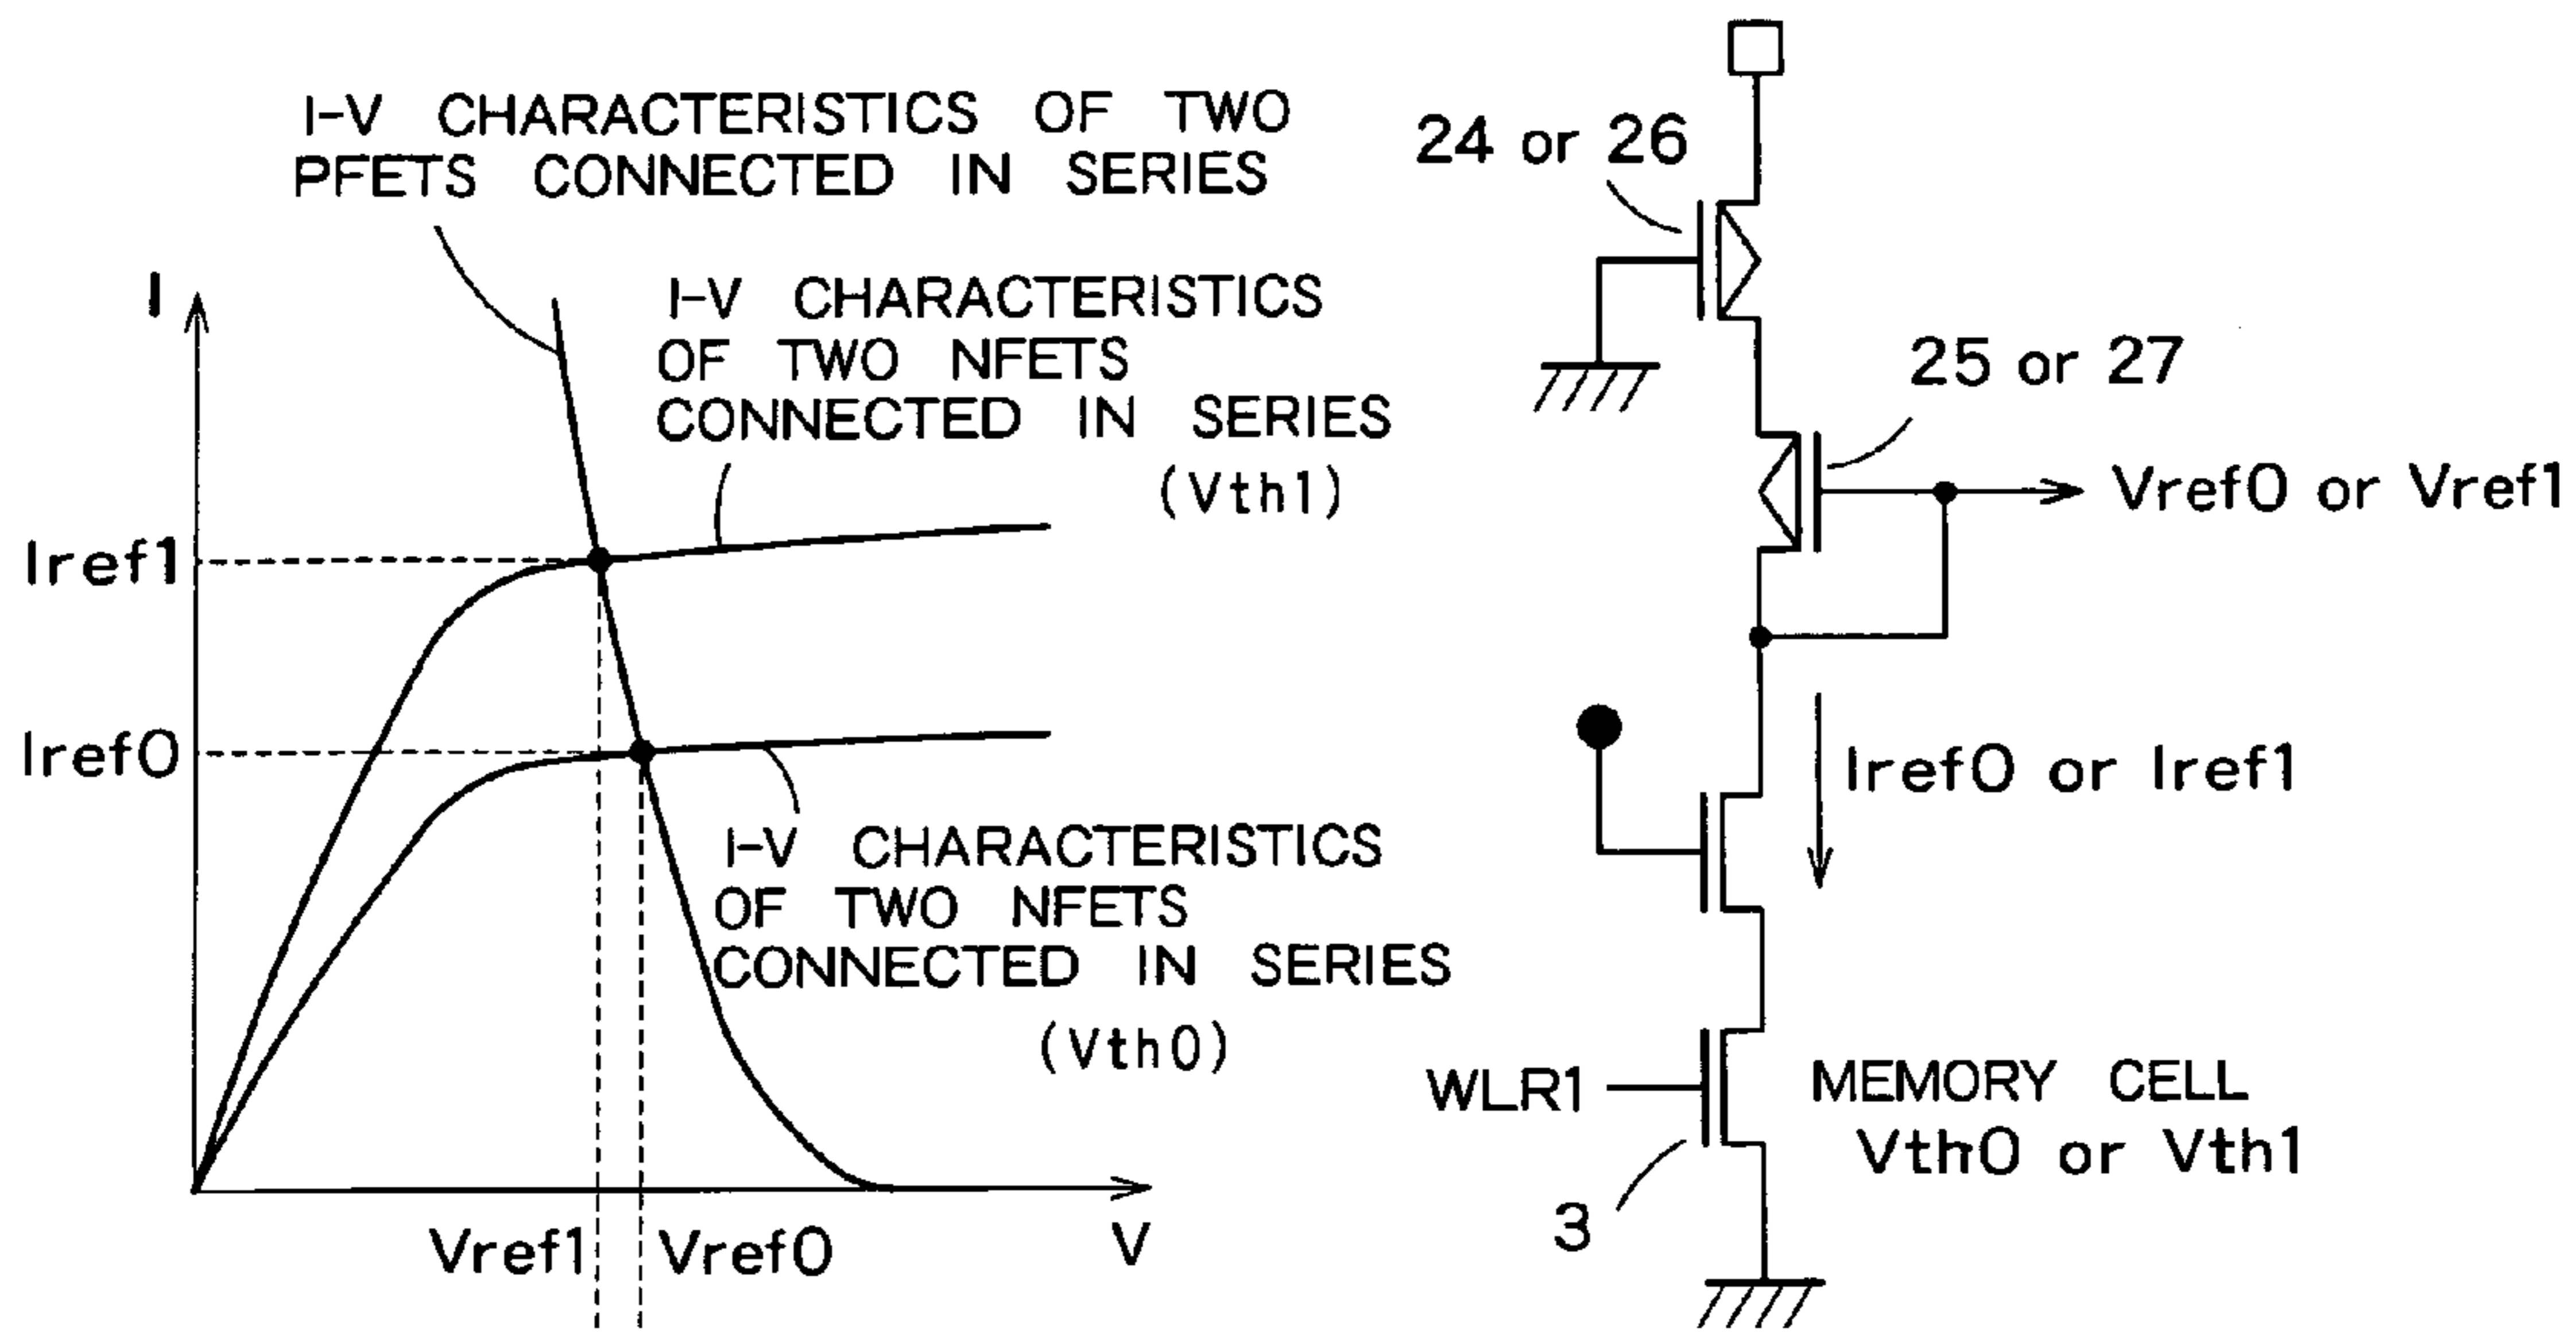 I-V CHARACTERISTICS OF TWO
PFETS CONNECTED IN SERIES
I
I-V CHARACTERISTICS
OF TWO NFETS
CONNECTED IN SERIES
(Vth1)
Iref1
Iref0
I-V CHARACTERISTICS
OF TWO NFETS
CONNECTED IN SERIES
(Vth0)
Vref1
Vref0
V
24 or 26
25 or 27
Vref0 or Vref1
Iref0 or Iref1
WLR1
MEMORY CELL
Vth0 or Vth1
3